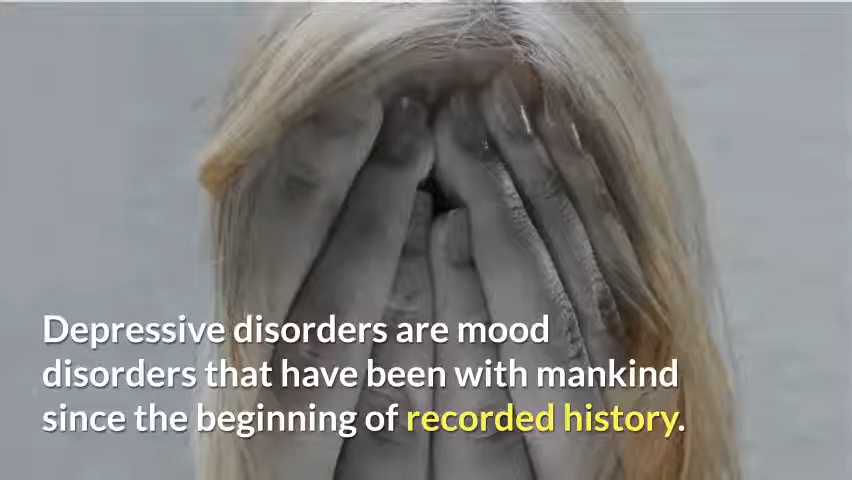 Depressive disorders are mood
disorders that have been with mankind
since the beginning of recorded history.